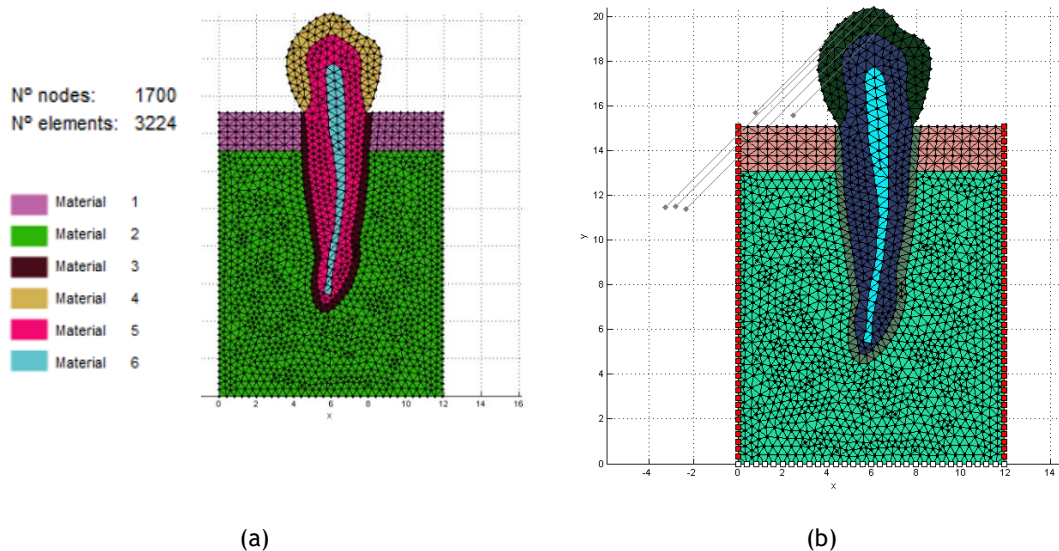 Nº nodes: 1700
Nº elements: 3224
Material 1
Material 2
Material 3
Material 4
Material 5
Material 6
0 2 4 6 8 10 12 14 16
x
20
18
16
14
12
10
8
6
4
2
0
y
-4 -2 0 2 4 6 8 10 12 14
x
(a) (b)